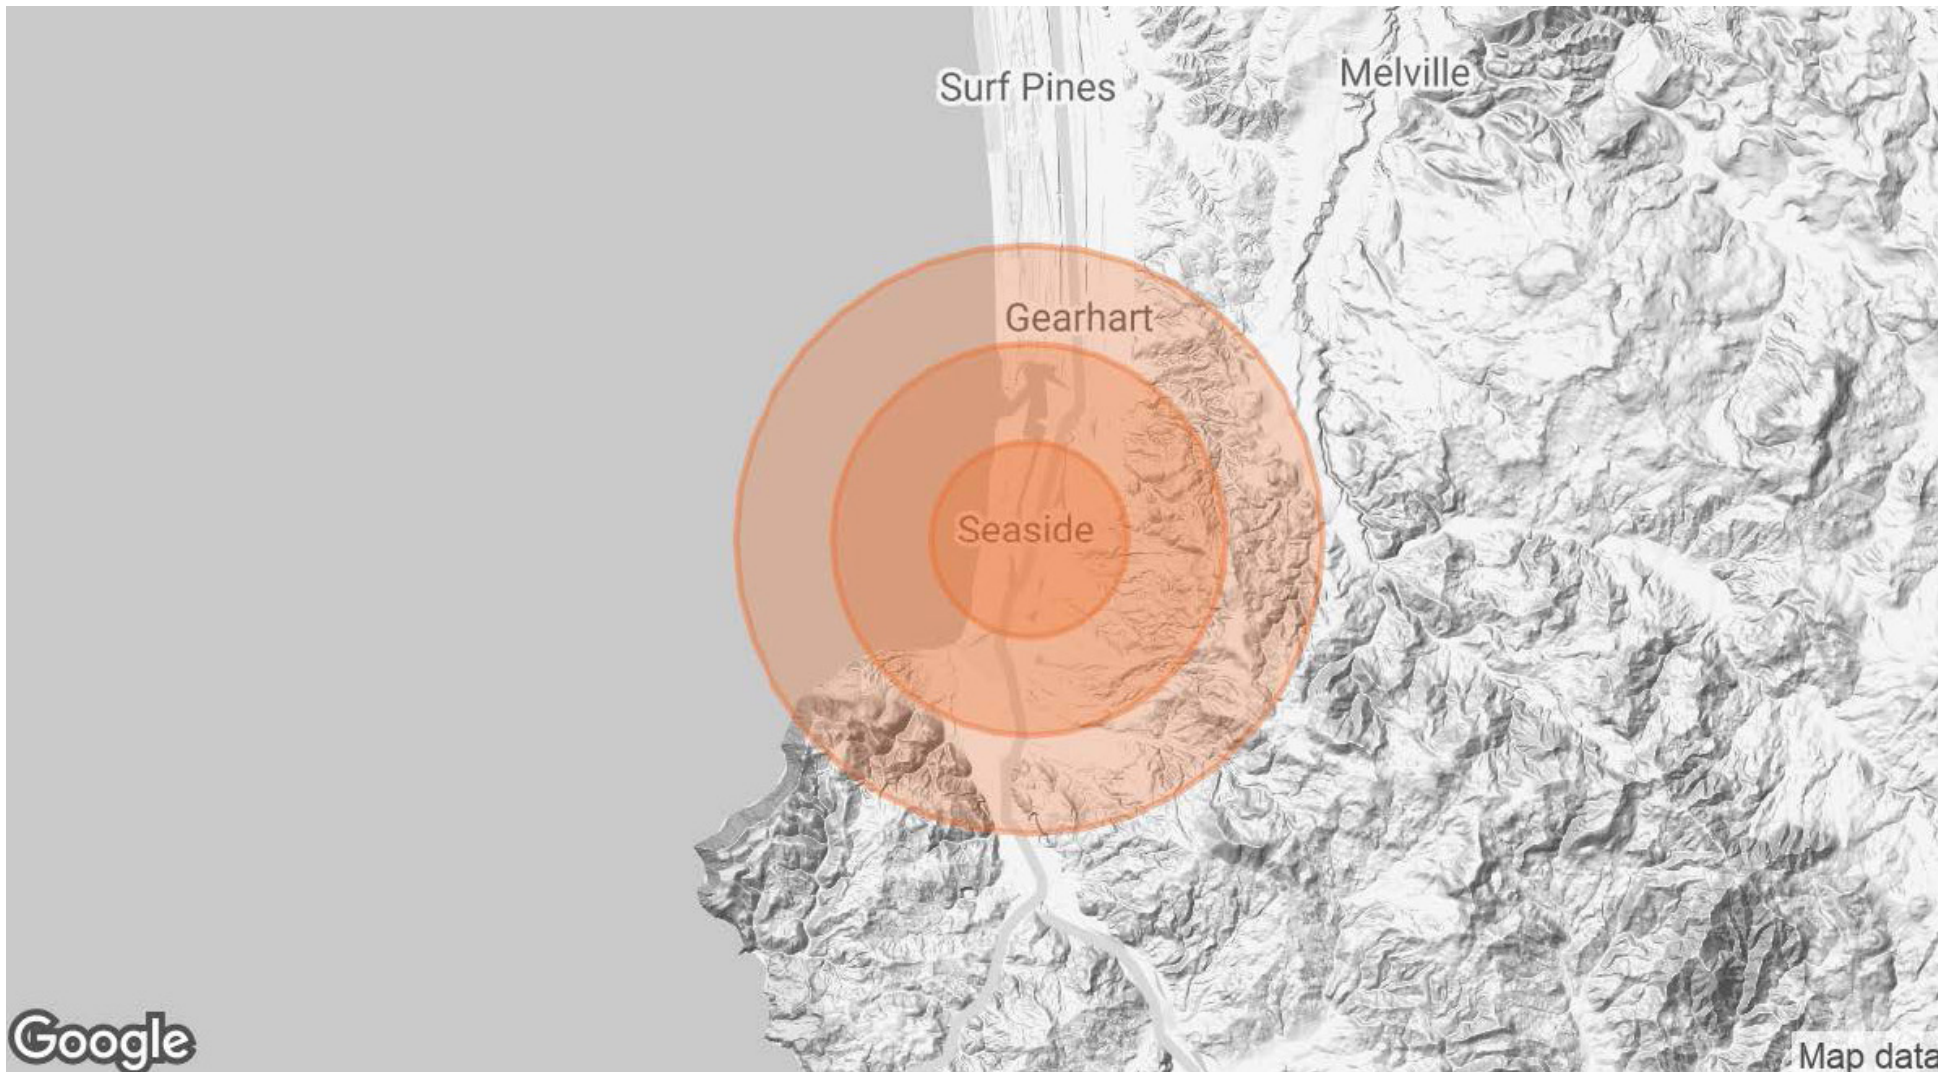 Surf Pines
Melville
Gearhart
Seaside
Google
Map data